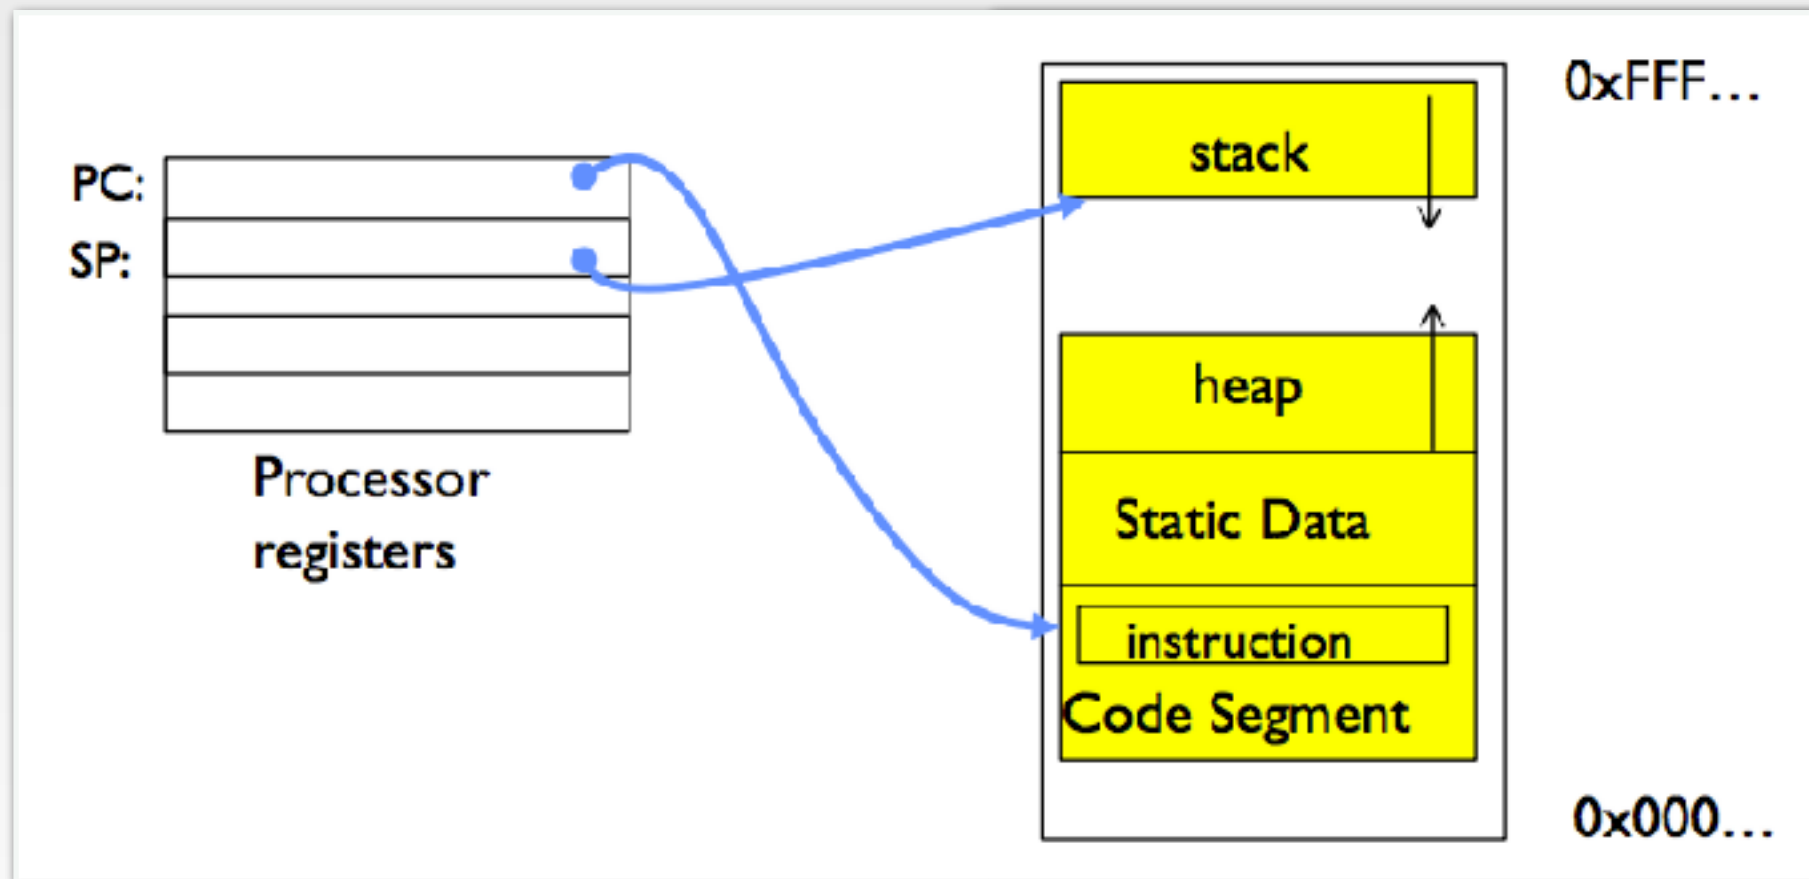 PC:
SP:
Processor
registers
0xFFF...
stack
heap
Static Data
instruction
Code Segment
0x000...